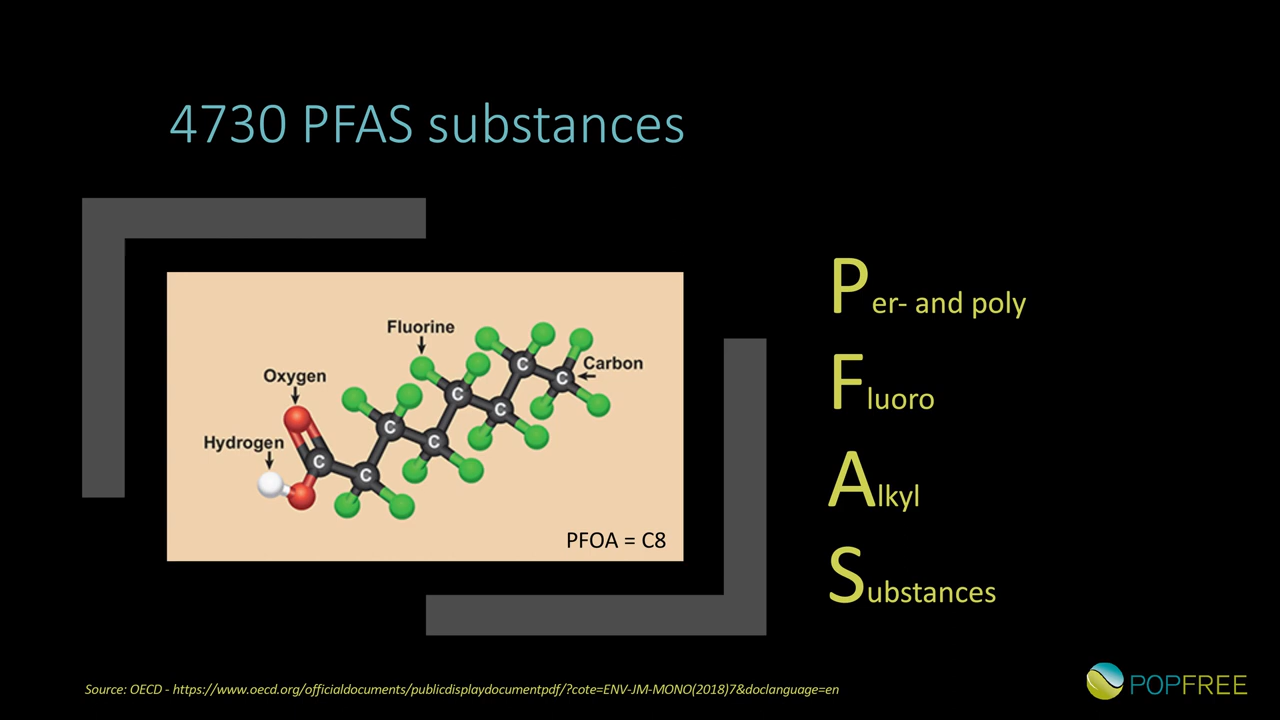 4730 PFAS substances
Fluorine
Carbon
Oxygen
Hydrogen
C
C
C
C
C
C
C
C
PFOA = C8
Per- and poly
Fluoro
Alkyl
Substances
Source: OECD - https://www.oecd.org/officialdocuments/publicdisplaydocumentpdf/?cote=ENV-JM-MONO(2018)7&doclanguage=en
POPFREE